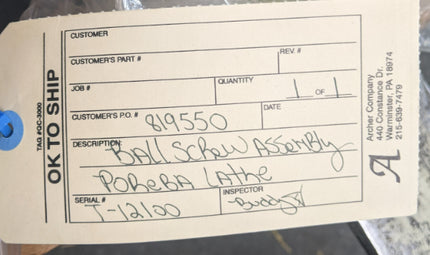 TAG #QC-3000
OK TO SHIP
CUSTOMER
CUSTOMER'S PART #
REV. #
JOB #
QUANTITY
1 OF 1
CUSTOMER'S P.O. # 819550
DATE
DESCRIPTION: BALL SCREW ASSEMBLY
POREBA LATHE
SERIAL # T-12100
INSPECTOR
A
Archer Company
440 Constance Dr.
Warminster, PA 18974
215-639-7479